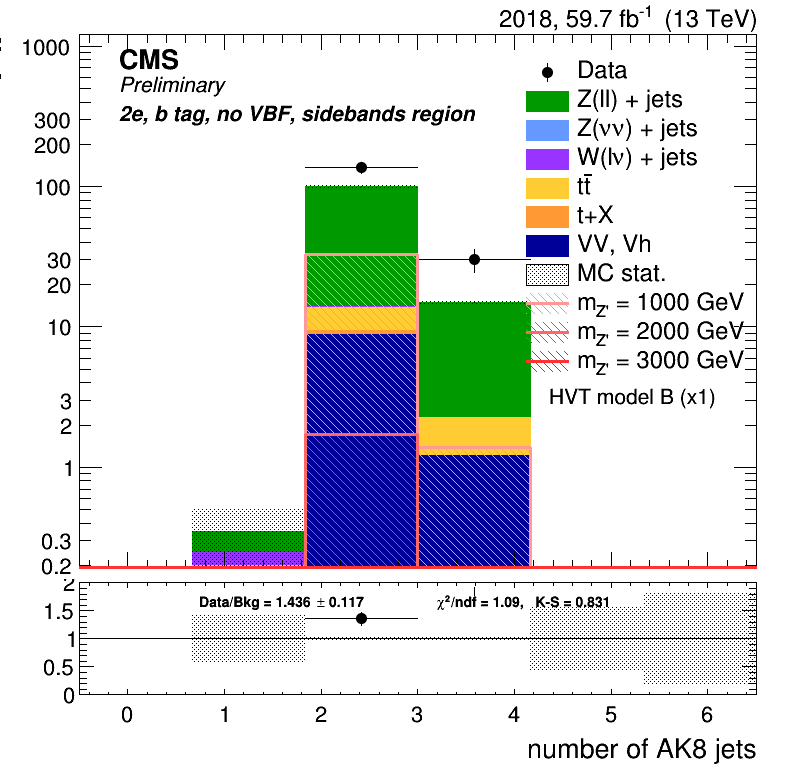 2018, 59.7 fb⁻¹ (13 TeV)
CMS
Preliminary
2e, b tag, no VBF, sidebands region
Data
Z(ll) + jets
Z(νν) + jets
W(lν) + jets
tt̄
t+X
VV, Vh
MC stat.
m_Z' = 1000 GeV
m_Z' = 2000 GeV
m_Z' = 3000 GeV
HVT model B (x1)
1000
300
200
100
30
20
10
3
2
1
0.3
0.2
Data/Bkg = 1.436 ± 0.117
χ²/ndf = 1.09, K-S = 0.831
2
1.5
1
0.5
0
0 1 2 3 4 5 6
number of AK8 jets